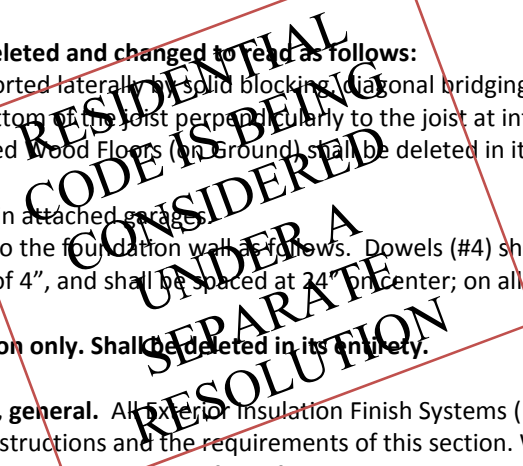 eleted and changed to read as follows:
orted laterally by solid blocking, diagonal bridging
ttom of the joist perpendicularly to the joist at in
ed Wood Floors (on Ground) shall be deleted in it
n attached garages.
o the foundation wall as follows. Dowels (#4) sh
of 4”, and shall be spaced at 24” on center; on all
on only. Shall be deleted in its entirety.
, general. All Exterior Insulation Finish Systems (
structions and the requirements of this section. V
RESIDENTIAL
CODE IS BEING
CONSIDERED
UNDER A
SEPARATE
RESOLUTION